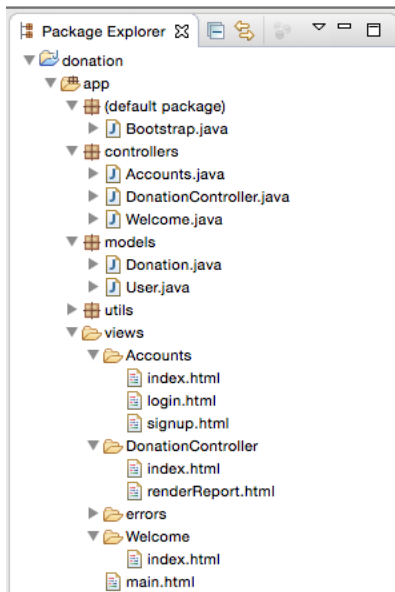 Package Explorer
donation
app
(default package)
Bootstrap.java
controllers
Accounts.java
DonationController.java
Welcome.java
models
Donation.java
User.java
utils
views
Accounts
index.html
login.html
signup.html
DonationController
index.html
renderReport.html
errors
Welcome
index.html
main.html